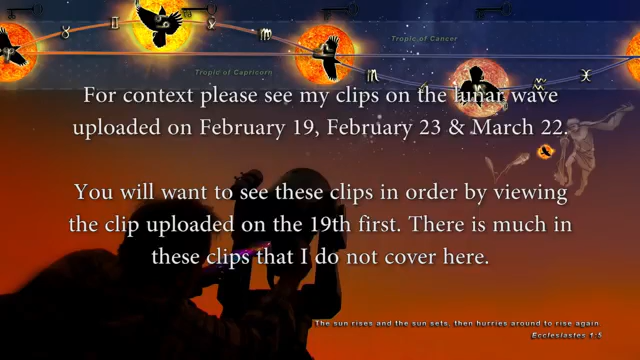 Tropic of Cancer
Tropic of Capricorn
For context please see my clips on the lunar wave
uploaded on February 19, February 23 & March 22.
You will want to see these clips in order by viewing
the clip uploaded on the 19th first. There is much in
these clips that I do not cover here.
The sun rises and the sun sets, then hurries around to rise again
Ecclesiastes 1:5